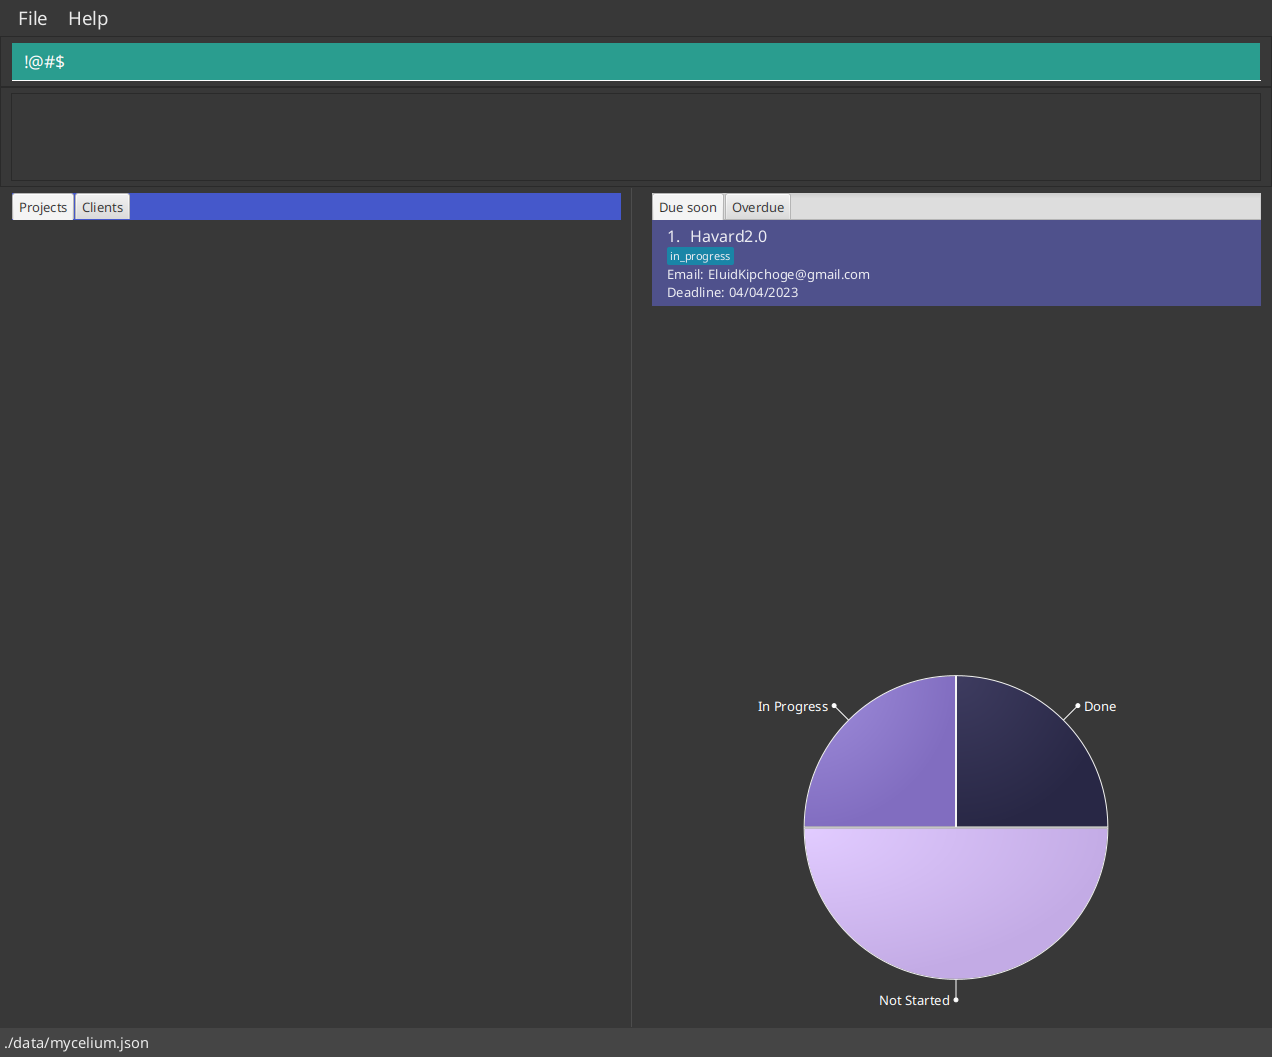 File Help
!@#$
Projects Clients
Due soon Overdue
1. Havard2.0
in_progress
Email: EluidKipchoge@gmail.com
Deadline: 04/04/2023
In Progress
Done
Not Started
./data/mycelium.json